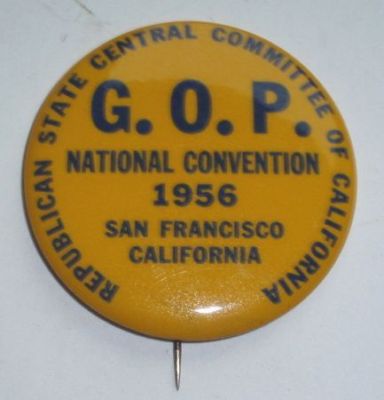 REPUBLICAN STATE CENTRAL COMMITTEE OF CALIFORNIA
G. O. P.
NATIONAL CONVENTION
1956
SAN FRANCISCO
CALIFORNIA